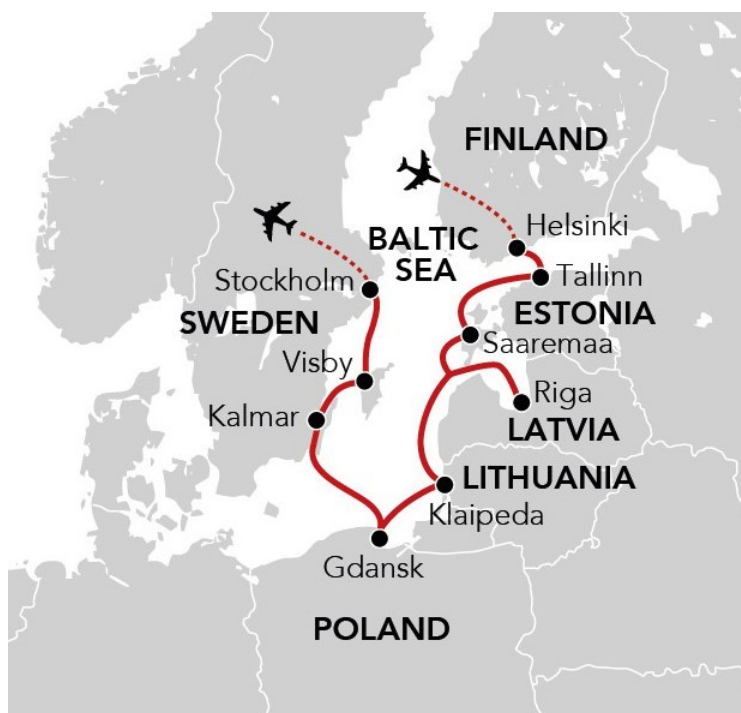 FINLAND
Helsinki
BALTIC
SEA
Tallinn
Stockholm
ESTONIA
SWEDEN
Saaremaa
Visby
Riga
Kalmar
LATVIA
LITHUANIA
Klaipeda
Gdansk
POLAND